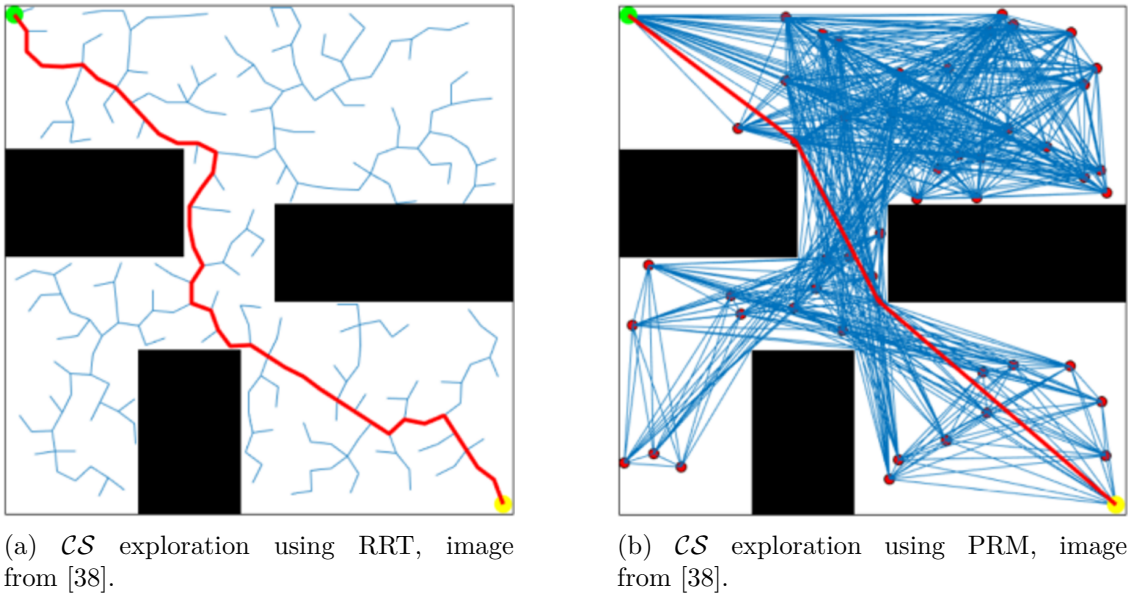 (a) 𝒞𝒮 exploration using RRT, image
from [38].
(b) 𝒞𝒮 exploration using PRM, image
from [38].